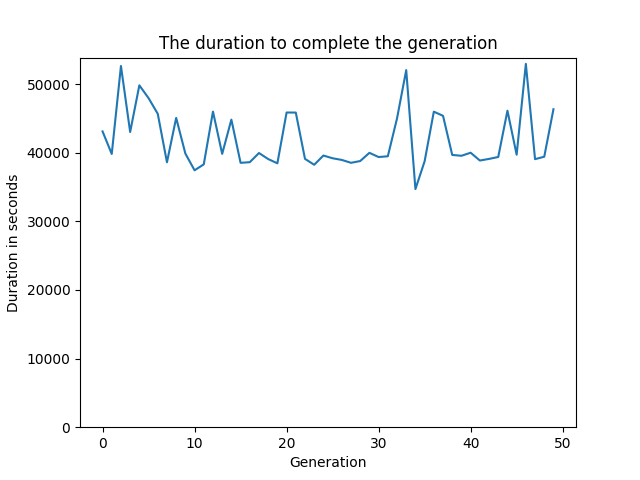 The duration to complete the generation
50000
40000
30000
20000
10000
0
Duration in seconds
0 10 20 30 40 50
Generation